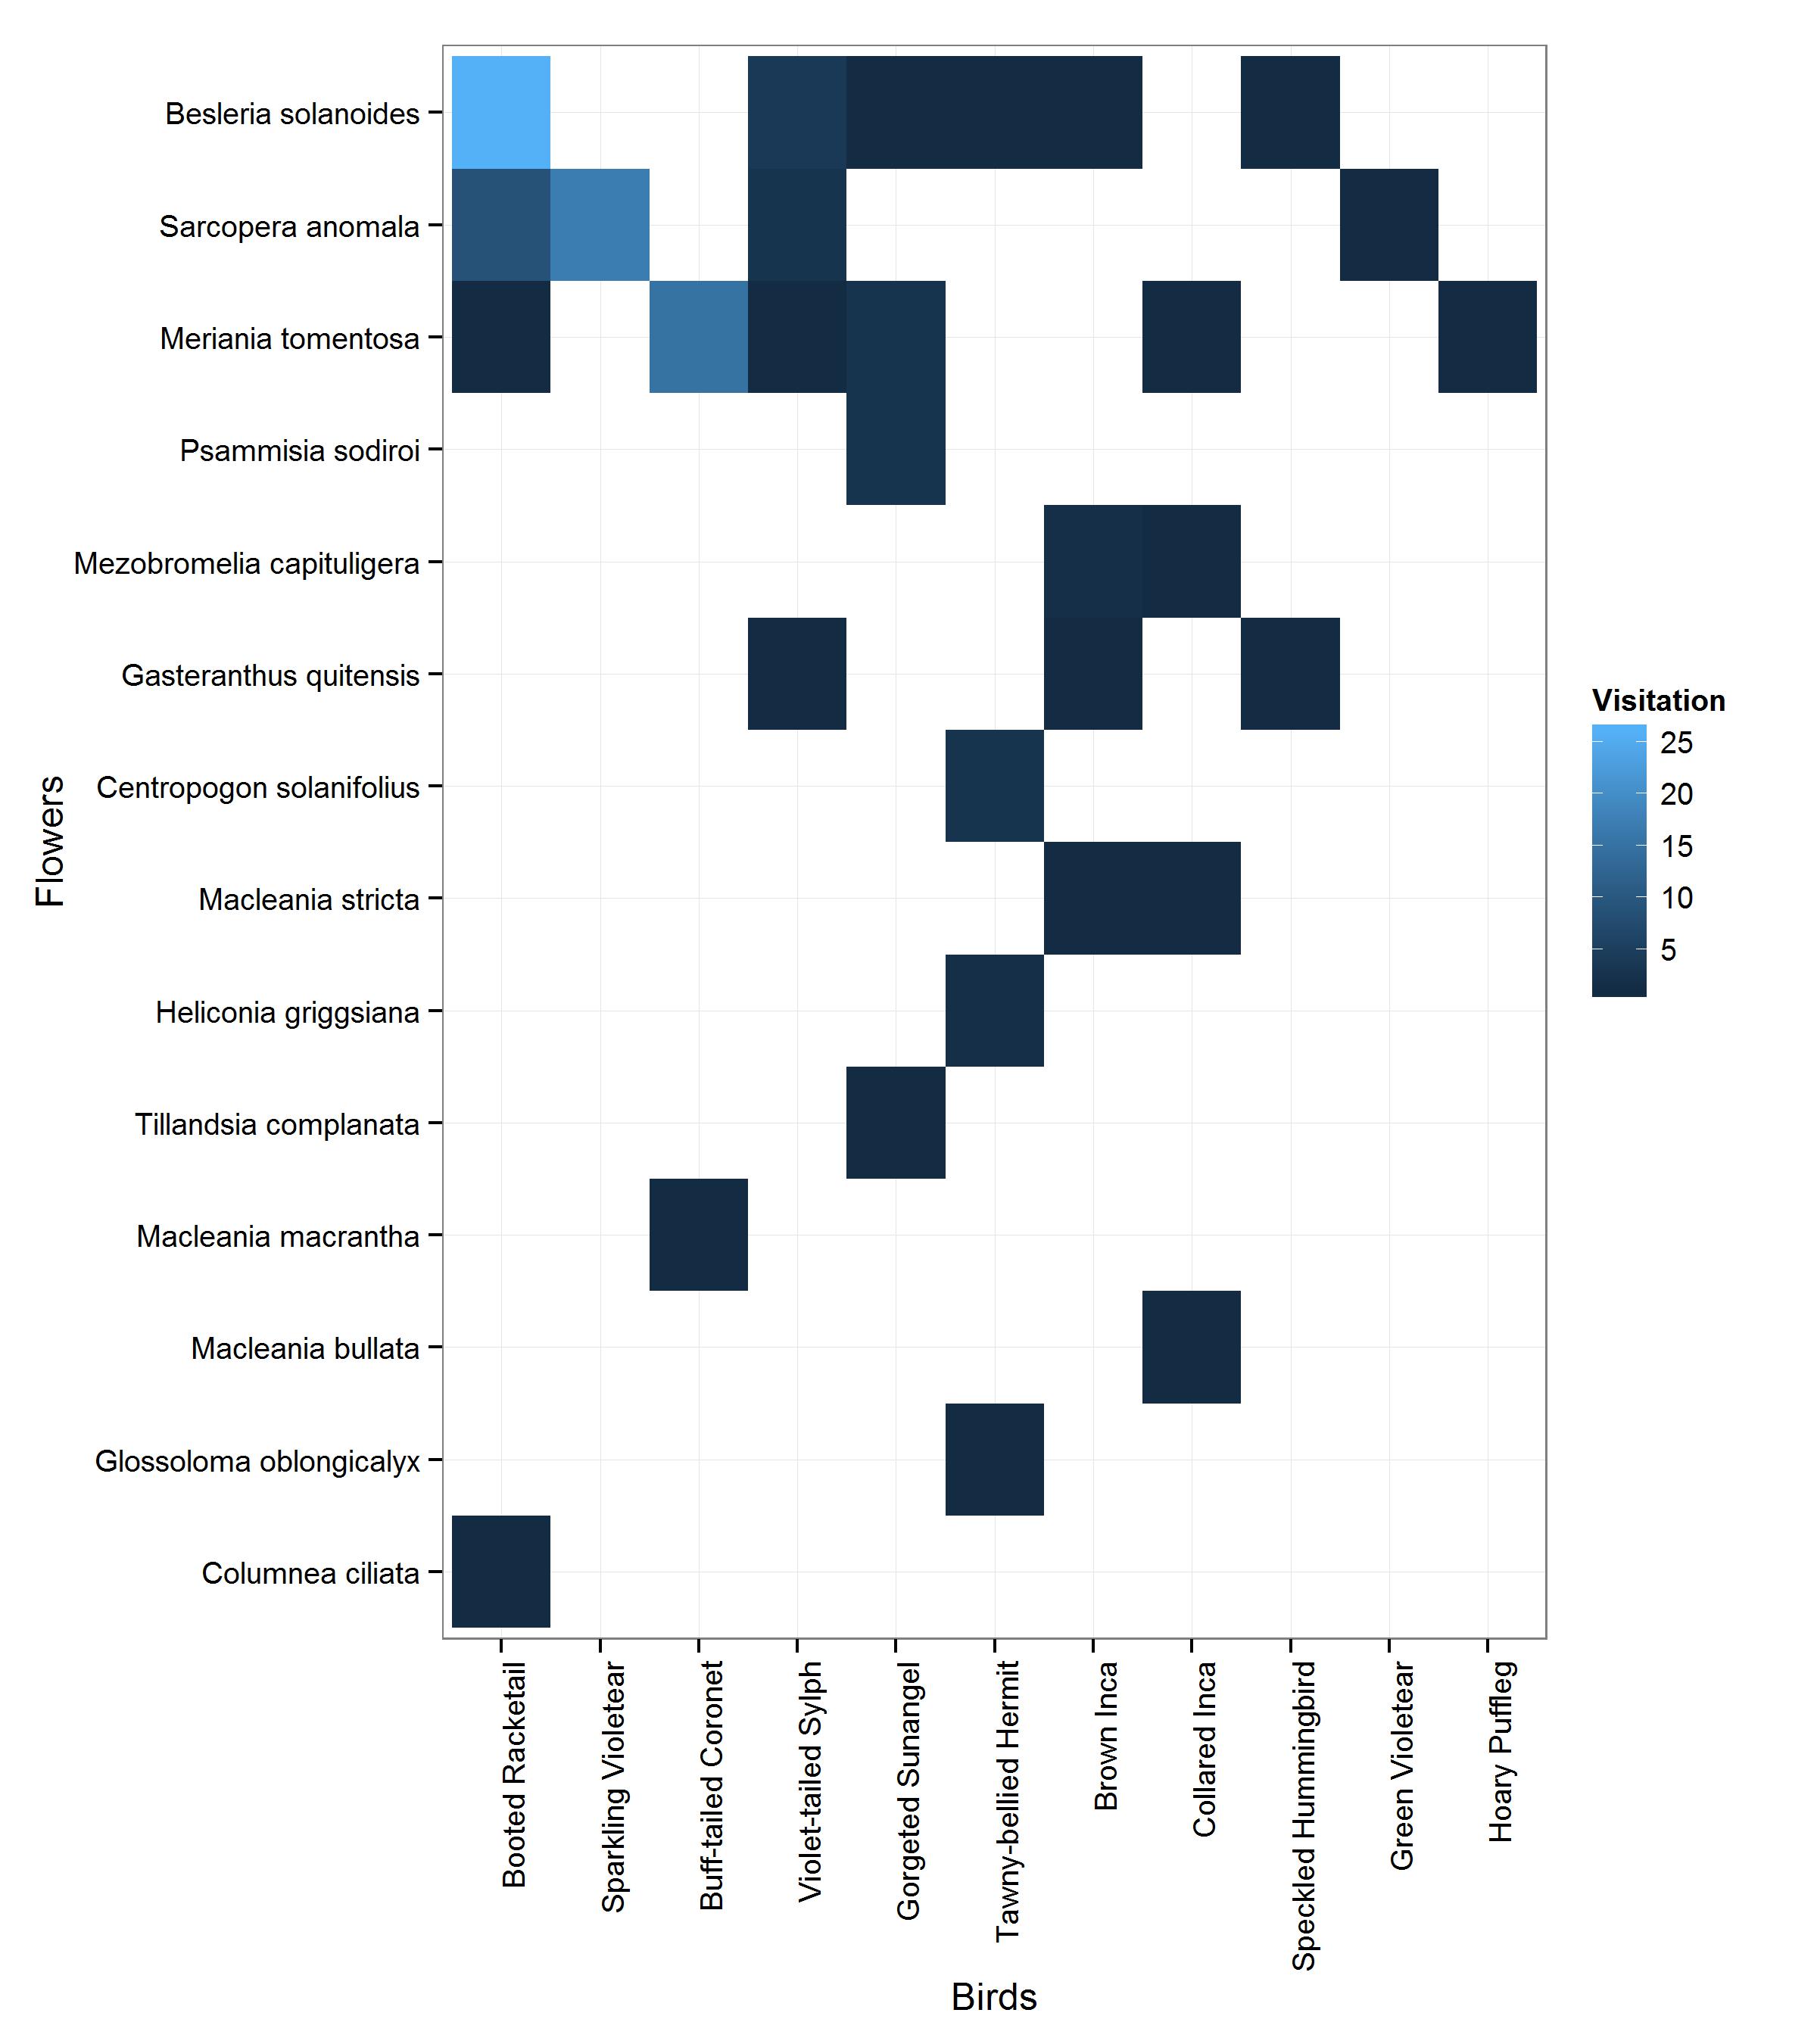 Flowers
Besleria solanoides
Sarcopera anomala
Meriania tomentosa
Psammisia sodiroi
Mezobromelia capituligera
Gasteranthus quitensis
Centropogon solanifolius
Macleania stricta
Heliconia griggsiana
Tillandsia complanata
Macleania macrantha
Macleania bullata
Glossoloma oblongicalyx
Columnea ciliata
Booted Racketail
Sparkling Violetear
Buff-tailed Coronet
Violet-tailed Sylph
Gorgeted Sunangel
Tawny-bellied Hermit
Brown Inca
Collared Inca
Speckled Hummingbird
Green Violetear
Hoary Puffleg
Birds
Visitation
25
20
15
10
5